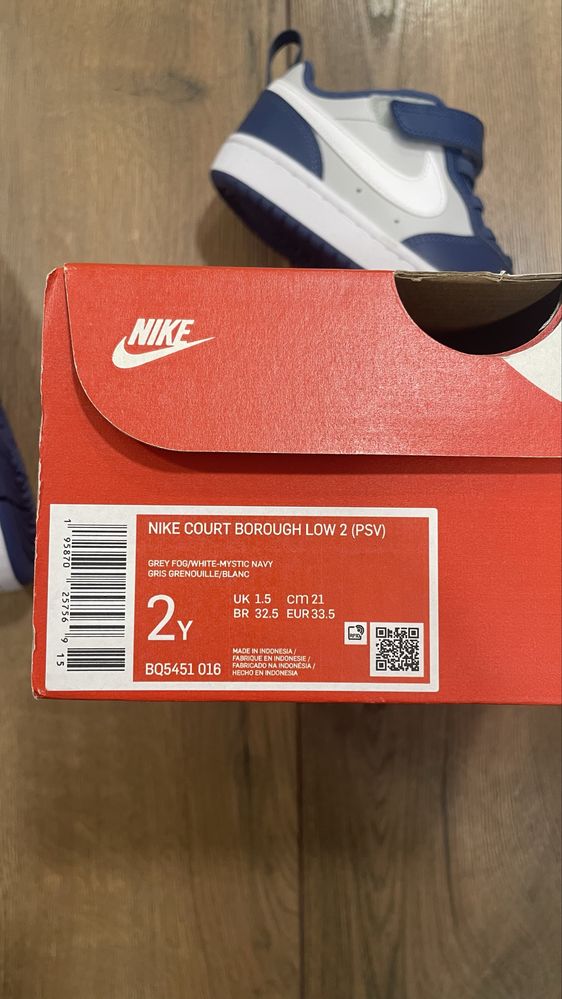 NIKE
NIKE COURT BOROUGH LOW 2 (PSV)
GREY FOG/WHITE-MYSTIC NAVY
GRIS GRENOUILLE/BLANC
2Y
UK 1.5 cm 21
BR 32.5 EUR 33.5
BQ5451 016
MADE IN INDONESIA /
FABRIQUE EN INDONESIE /
FABRICADO NA INDONÉSIA /
HECHO EN INDONESIA
1 95870 25756 9 15